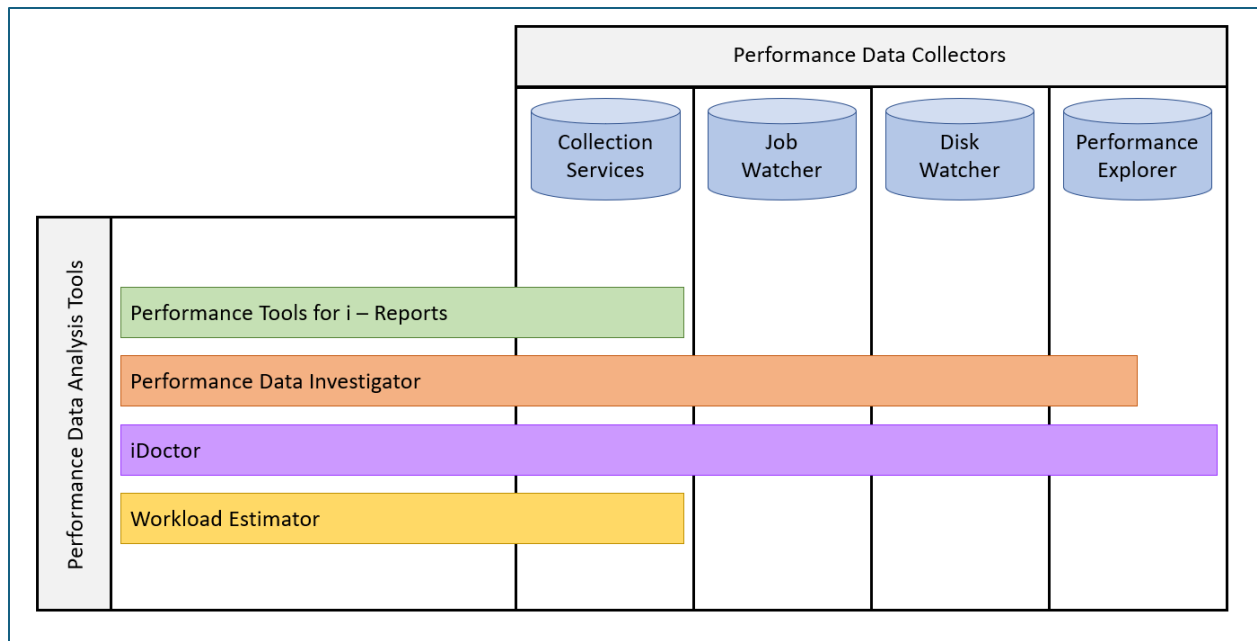 Performance Data Collectors
Collection
Services
Job
Watcher
Disk
Watcher
Performance
Explorer
Performance Data Analysis Tools
Performance Tools for i – Reports
Performance Data Investigator
iDoctor
Workload Estimator